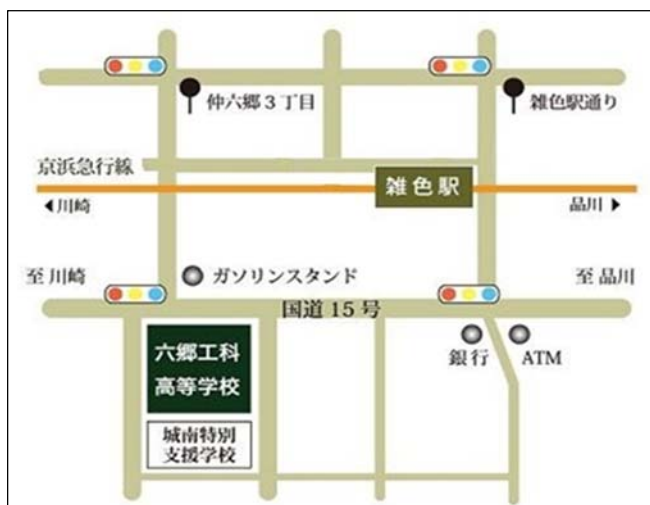 仲六郷3丁目
雑色駅通り
京浜急行線
雑色駅
◀川崎
品川▶
至 川崎
ガソリンスタンド
至 品川
国道 15 号
六郷工科
高等学校
銀行
ATM
城南特別
支援学校